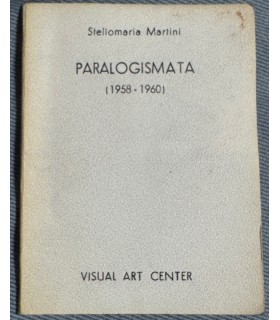 Steliomaria Martini
PARALOGISMATA
(1958-1960)
VISUAL ART CENTER